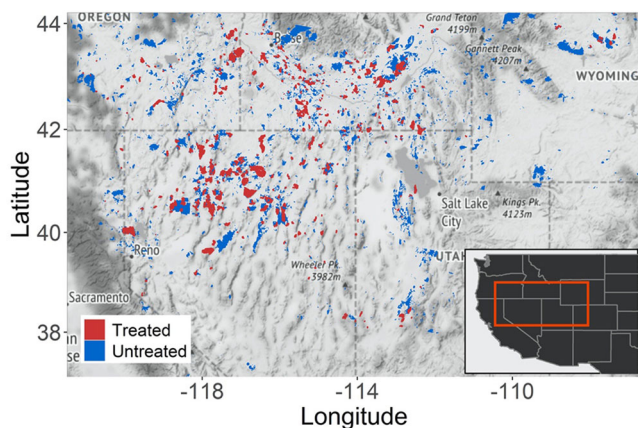 OREGON
Boise
Grand Teton
4199m
Gannett Peak
4207m
WYOMING
44
42
40
38
Latitude
Salt Lake
City
Kings Pk.
4123m
UTAH
Reno
Wheeler Pk.
3982m
Sacramento
Treated
Untreated
-118
-114
-110
Longitude